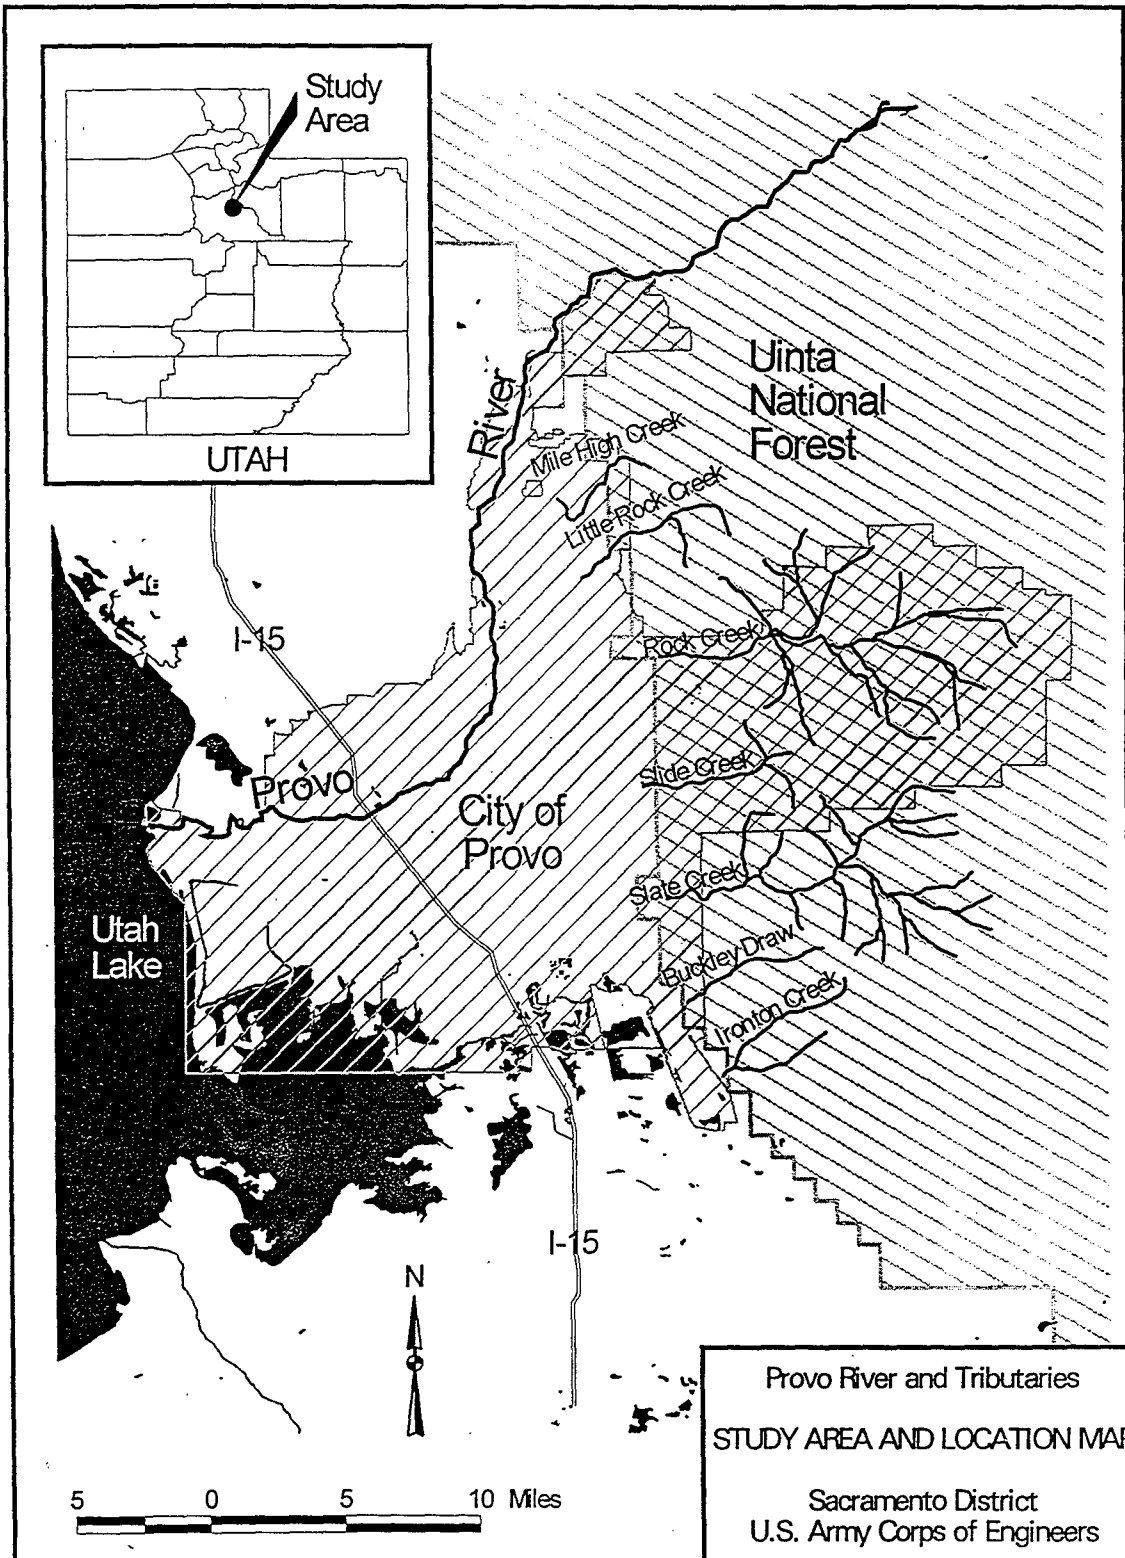 Study
Area
UTAH
River
Mile High Creek
Uinta
National
Forest
Little Rock Creek
I-15
Rock Creek
Provo
Slide Creek
City of
Provo
Slate Creek
Utah
Lake
Buckley Draw
Ironton Creek
I-15
N
Provo River and Tributaries
STUDY AREA AND LOCATION MAP
5 0 5 10 Miles
Sacramento District
U.S. Army Corps of Engineers